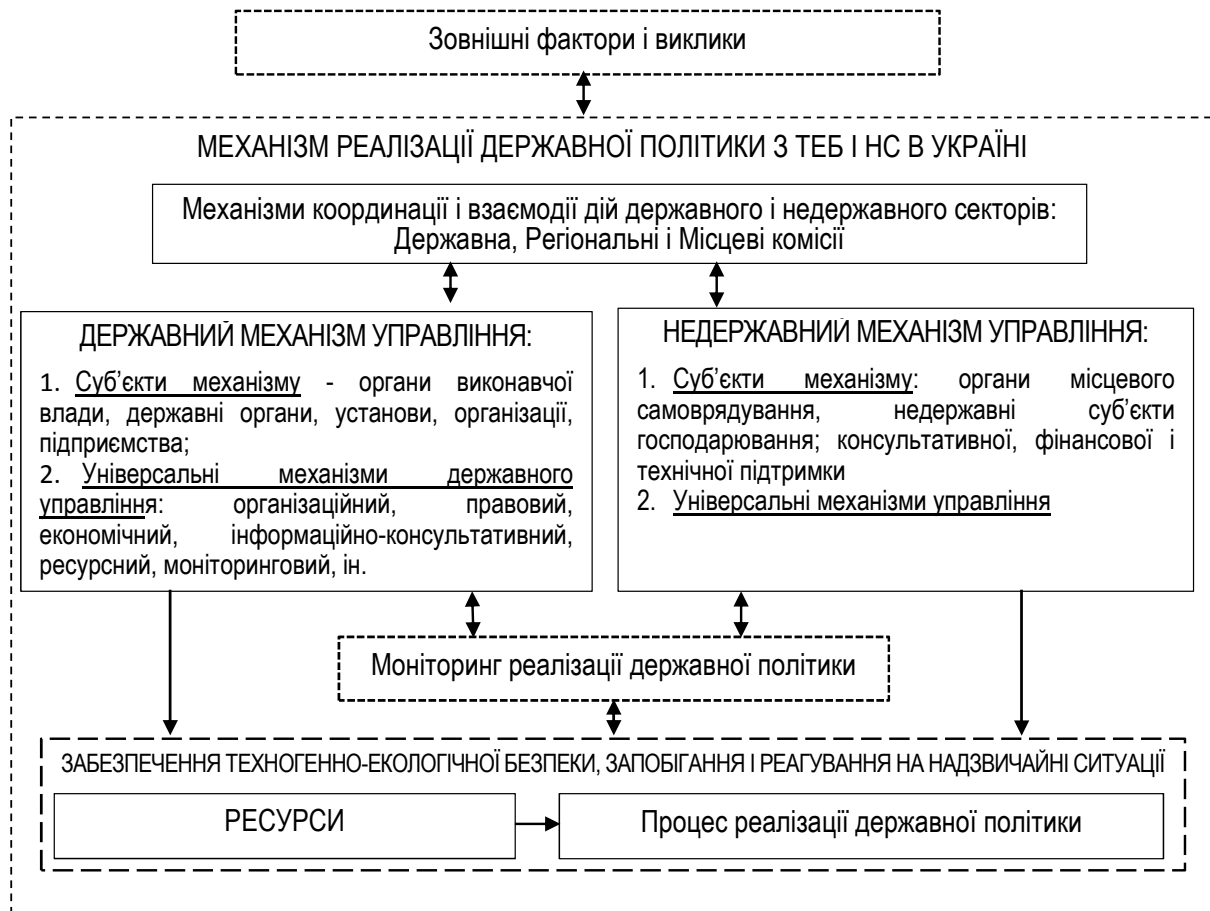 Зовнішні фактори і виклики
МЕХАНІЗМ РЕАЛІЗАЦІЇ ДЕРЖАВНОЇ ПОЛІТИКИ З ТЕБ І НС В УКРАЇНІ
Механізми координації і взаємодії дій державного і недержавного секторів:
Державна, Регіональні і Місцеві комісії
ДЕРЖАВНИЙ МЕХАНІЗМ УПРАВЛІННЯ:
1. Суб’єкти механізму - органи виконавчої
влади, державні органи, установи, організації,
підприємства;
2. Універсальні механізми державного
управління: організаційний, правовий,
економічний, інформаційно-консультативний,
ресурсний, моніторинговий, ін.
НЕДЕРЖАВНИЙ МЕХАНІЗМ УПРАВЛІННЯ:
1. Суб’єкти механізму: органи місцевого
самоврядування, недержавні суб’єкти
господарювання; консультативної, фінансової і
технічної підтримки
2. Універсальні механізми управління
Моніторинг реалізації державної політики
ЗАБЕЗПЕЧЕННЯ ТЕХНОГЕННО-ЕКОЛОГІЧНОЇ БЕЗПЕКИ, ЗАПОБІГАННЯ І РЕАГУВАННЯ НА НАДЗВИЧАЙНІ СИТУАЦІЇ
РЕСУРСИ
Процес реалізації державної політики